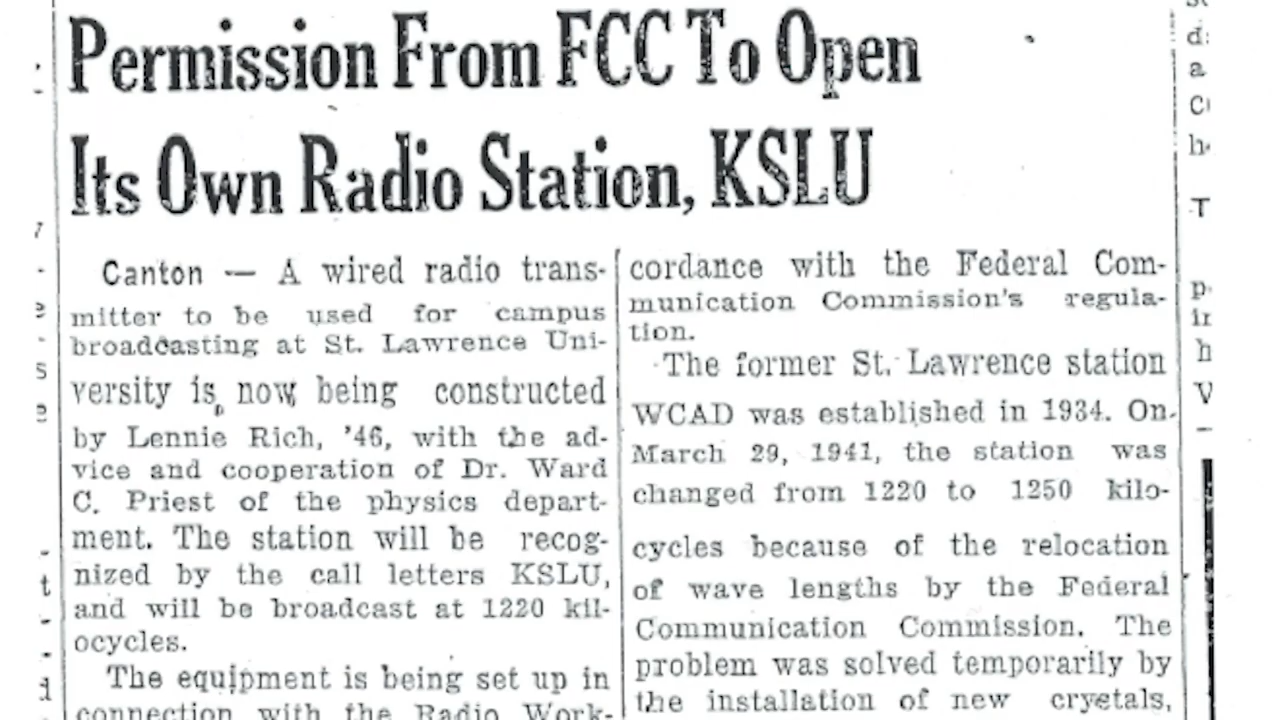 Permission From FCC To Open
Its Own Radio Station, KSLU
Canton — A wired radio trans-
mitter to be used for campus
broadcasting at St. Lawrence Uni-
versity is now being constructed
by Lennie Rich, '46, with the ad-
vice and cooperation of Dr. Ward
C. Priest of the physics depart-
ment. The station will be recog-
nized by the call letters KSLU,
and will be broadcast at 1220 kil-
ocycles.
The equipment is being set up in
connection with the Radio Work-
cordance with the Federal Com-
munication Commission's regula-
tion.
The former St. Lawrence station
WCAD was established in 1934. On
March 29, 1941, the station was
changed from 1220 to 1250 kilo-
cycles because of the relocation
of wave lengths by the Federal
Communication Commission. The
problem was solved temporarily by
the installation of new crystals,